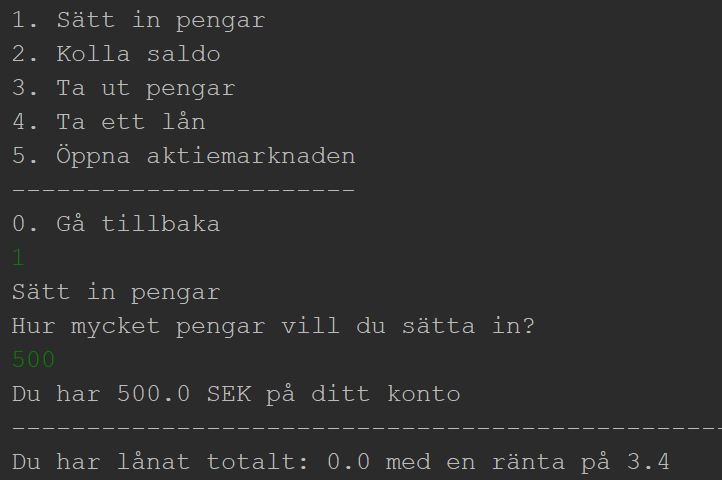 1. Sätt in pengar
2. Kolla saldo
3. Ta ut pengar
4. Ta ett lån
5. Öppna aktiemarknaden
-----------------------
0. Gå tillbaka
1
Sätt in pengar
Hur mycket pengar vill du sätta in?
500
Du har 500.0 SEK på ditt konto
------------------------------------------------
Du har lånat totalt: 0.0 med en ränta på 3.4